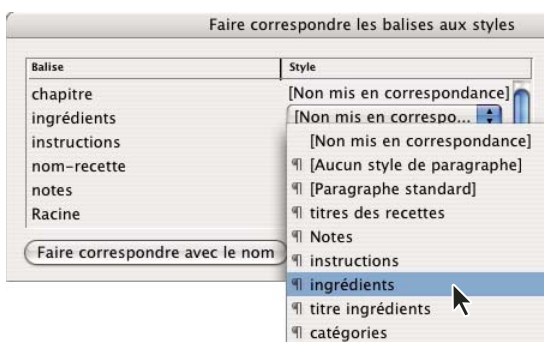 Faire correspondre les balises aux styles
Balise Style
chapitre [Non mis en correspondance]
ingrédients [Non mis en correspo...
instructions [Non mis en correspondance]
nom-recette ¶ [Aucun style de paragraphe]
notes ¶ [Paragraphe standard]
Racine ¶ titres des recettes
¶ Notes
Faire correspondre avec le nom ¶ instructions
¶ ingrédients
¶ titre ingrédients
¶ catégories